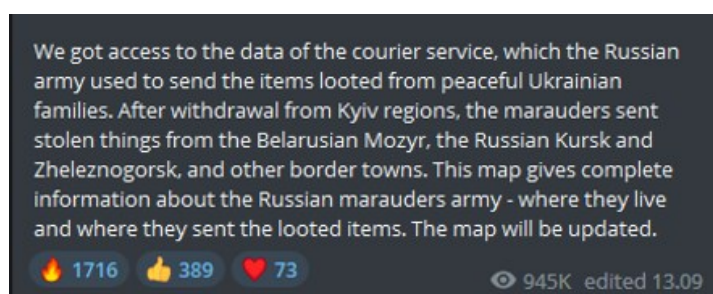 We got access to the data of the courier service, which the Russian
army used to send the items looted from peaceful Ukrainian
families. After withdrawal from Kyiv regions, the marauders sent
stolen things from the Belarusian Mozyr, the Russian Kursk and
Zheleznogorsk, and other border towns. This map gives complete
information about the Russian marauders army - where they live
and where they sent the looted items. The map will be updated.
🔥 1716 👍 389 ❤️ 73
945K edited 13.09